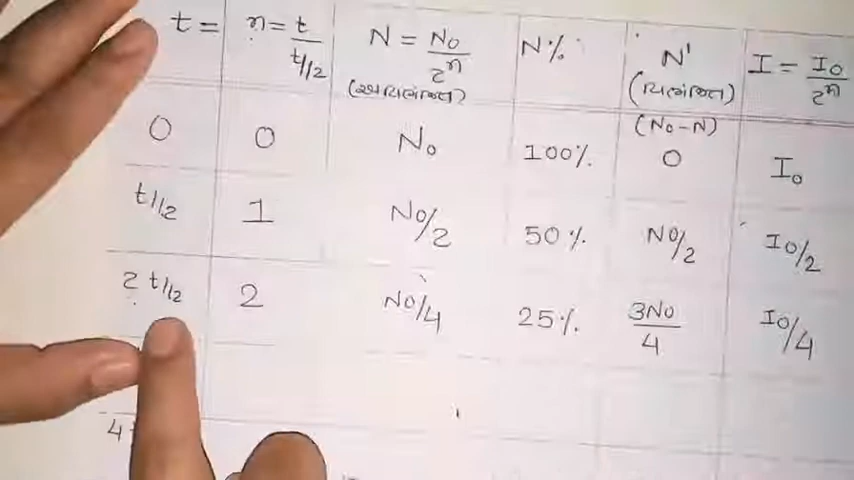 t = n = t/t1/2 N = N₀/2ⁿ N% N' I = I₀/2ⁿ
(અવિભંજીત) (વિભંજીત)
(N₀-N)
0 0 N₀ 100% 0 I₀
t1/2 1 N₀/2 50% N₀/2 I₀/2
2 t1/2 2 N₀/4 25% 3N₀/4 I₀/4
4